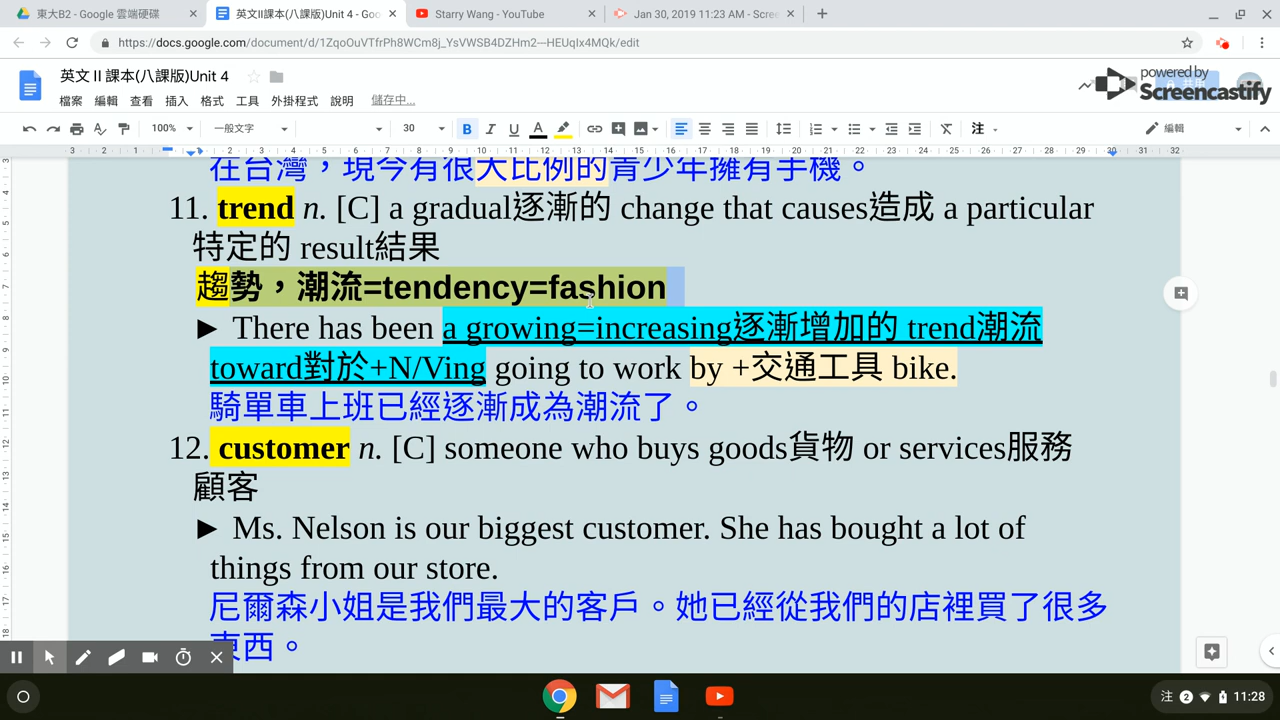 東大B2 - Google 雲端硬碟
英文II課本(八課版)Unit 4 - Goo
Starry Wang - YouTube
Jan 30, 2019 11:23 AM - Scree
https://docs.google.com/document/d/1ZqoOuVTfrPh8WCm8j_YsVWSB4DZHm2---HEUqIx4MQk/edit
英文 II 課本(八課版)Unit 4
powered by
Screencastify
檔案 編輯 查看 插入 格式 工具 外掛程式 說明 儲存中...
100% 一般文字 30 B I U A 注 編輯
在台灣，現今有很大比例的青少年擁有手機。
11. trend n. [C] a gradual逐漸的 change that causes造成 a particular
特定的 result結果
趨勢，潮流=tendency=fashion
► There has been a growing=increasing逐漸增加的 trend潮流
toward對於+N/Ving going to work by +交通工具 bike.
騎單車上班已經逐漸成為潮流了。
12. customer n. [C] someone who buys goods貨物 or services服務
顧客
► Ms. Nelson is our biggest customer. She has bought a lot of
things from our store.
尼爾森小姐是我們最大的客戶。她已經從我們的店裡買了很多
東西。
注 2 11:28